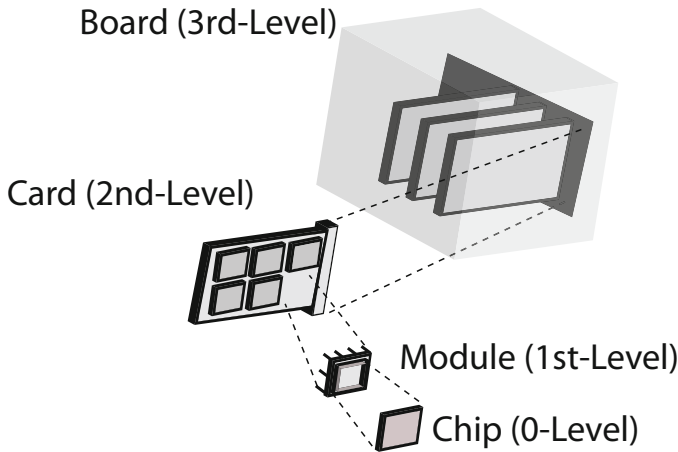 Board (3rd-Level)
Card (2nd-Level)
Module (1st-Level)
Chip (0-Level)